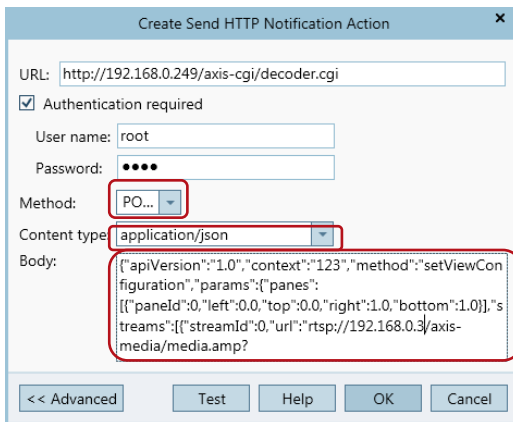 Create Send HTTP Notification Action ×
URL: http://192.168.0.249/axis-cgi/decoder.cgi
Authentication required
User name: root
Password: ●●●●
Method: PO...
Content type: application/json
Body:
{"apiVersion":"1.0","context":"123","method":"setViewCon
figuration","params":{"panes":
[{"paneId":0,"left":0.0,"top":0.0,"right":1.0,"bottom":1.0}],"s
treams":[{"streamId":0,"url":"rtsp://192.168.0.3/axis-
media/media.amp?
<< Advanced Test Help OK Cancel